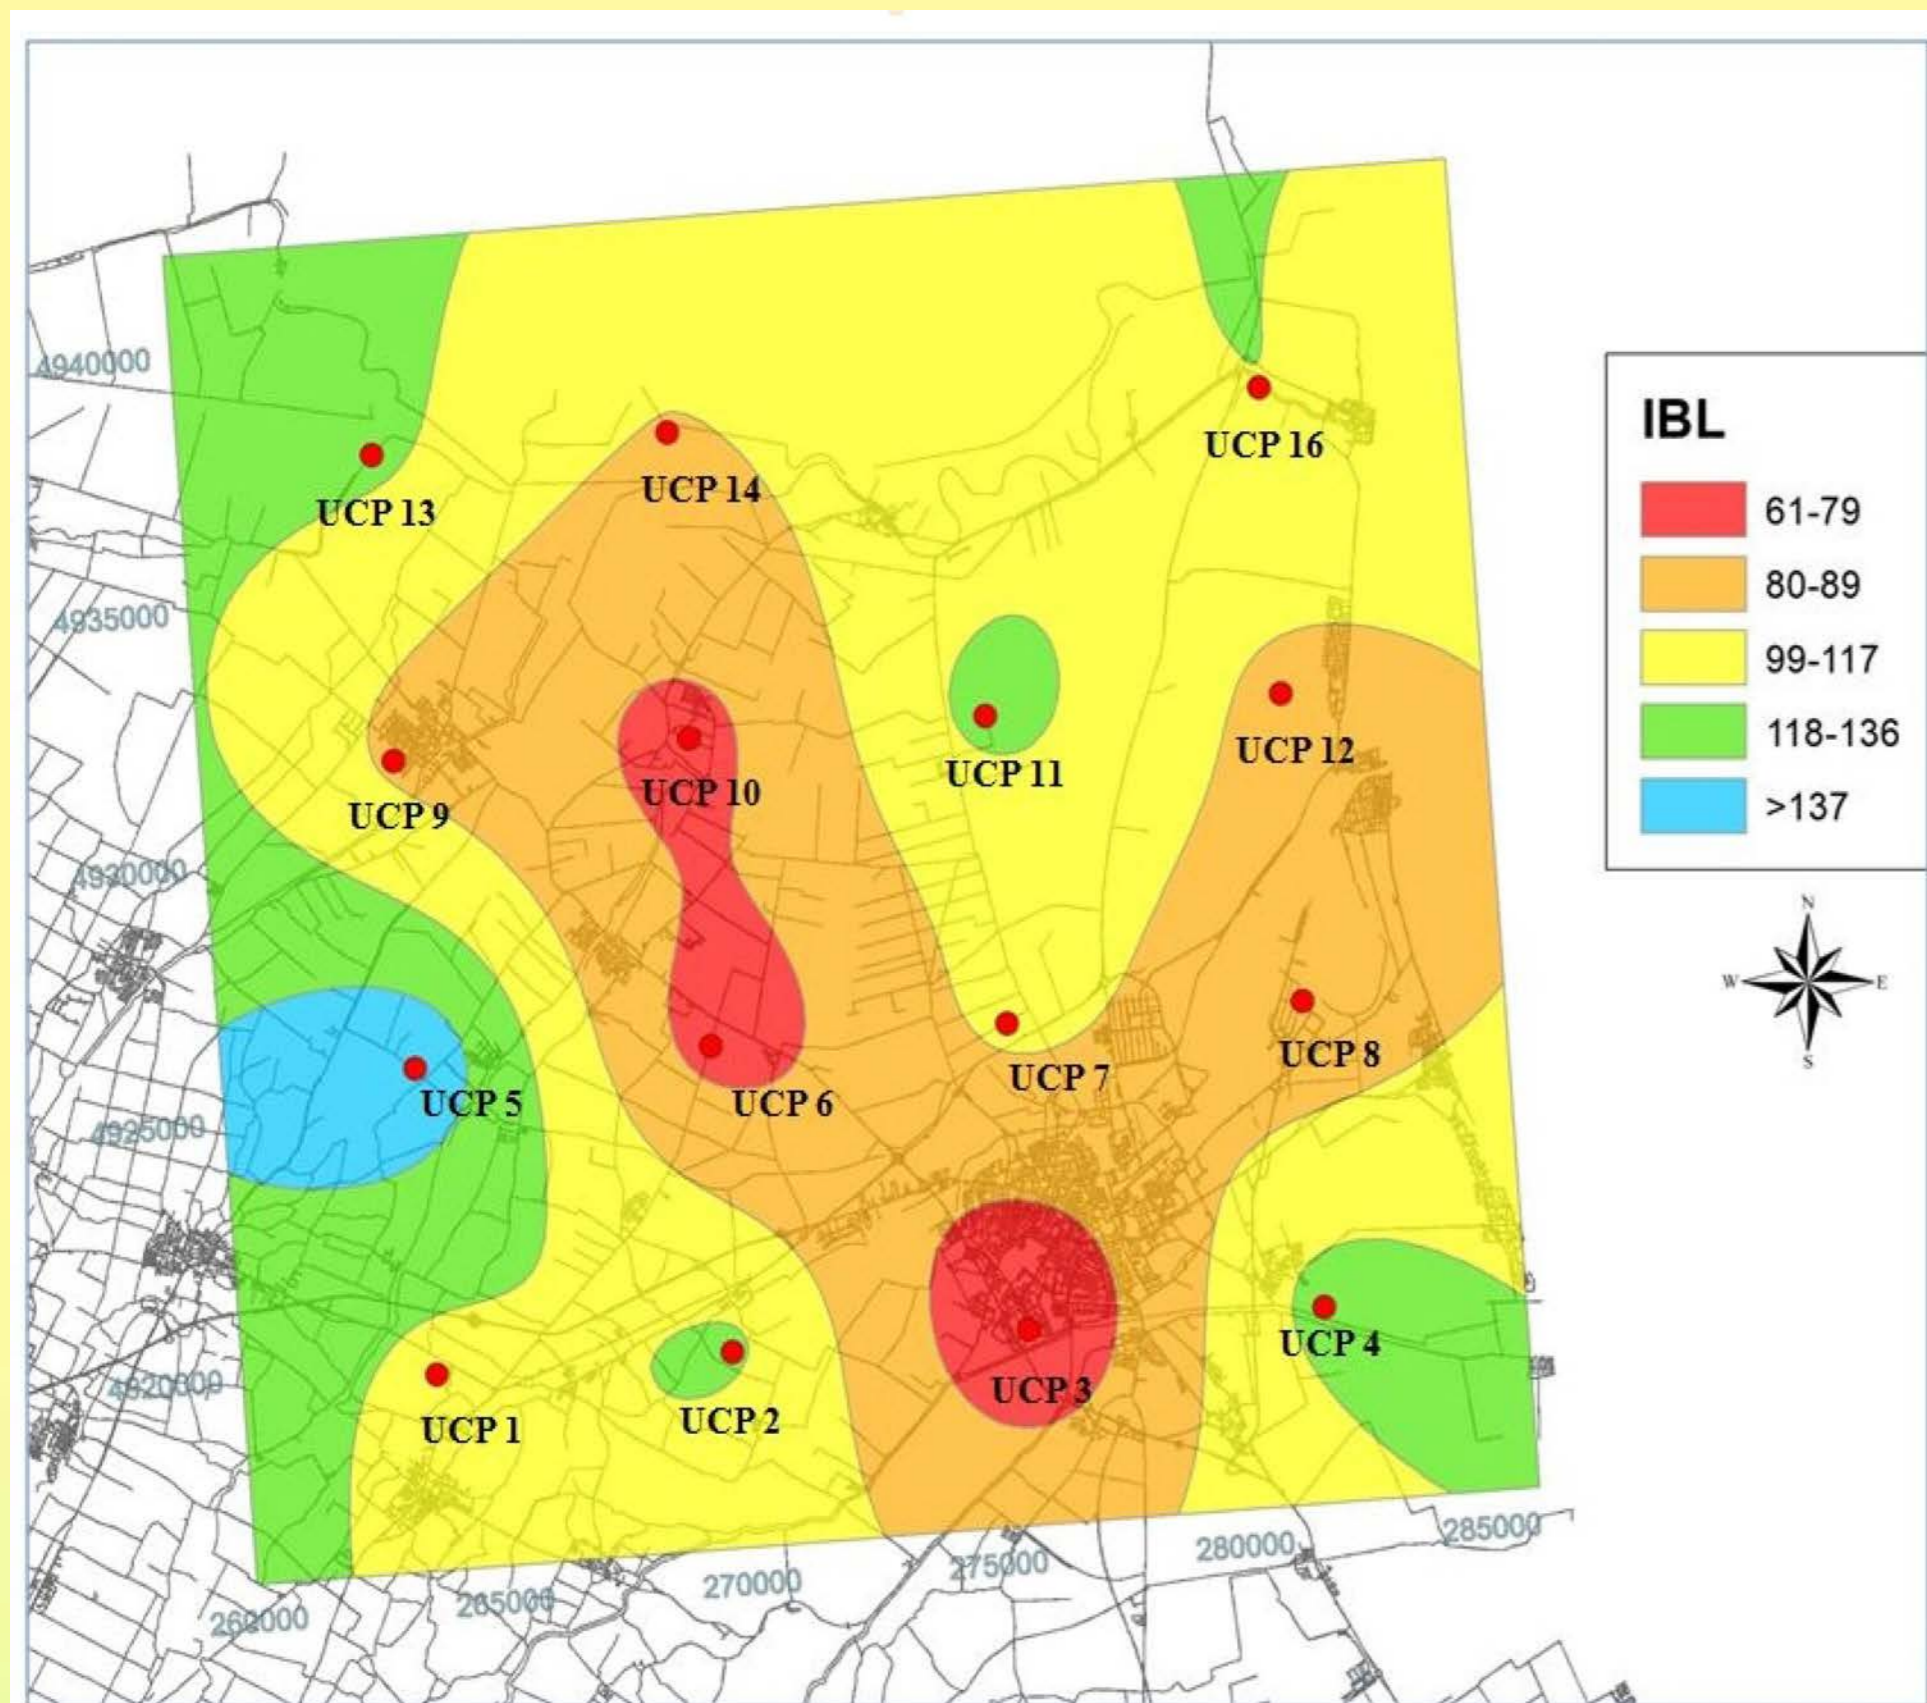 4940000
UCP 16
UCP 14
UCP 13
4935000
UCP 12
UCP 11
UCP 10
UCP 9
4930000
UCP 8
UCP 7
UCP 5
UCP 6
4925000
UCP 4
UCP 3
4920000
UCP 1
UCP 2
260000
265000
270000
275000
280000
285000
IBL
61-79
80-89
99-117
118-136
>137
N
W
E
S